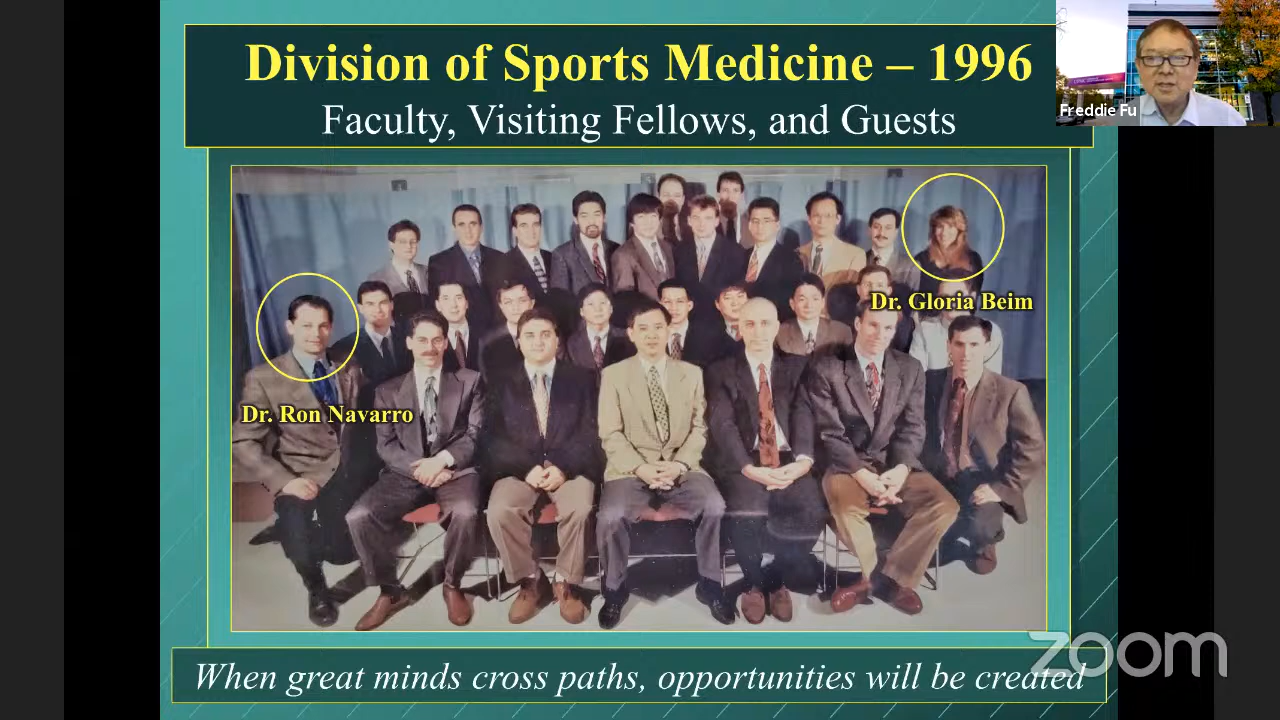 Division of Sports Medicine – 1996
Faculty, Visiting Fellows, and Guests
Freddie Fu
Dr. Gloria Beim
Dr. Ron Navarro
When great minds cross paths, opportunities will be created
zoom